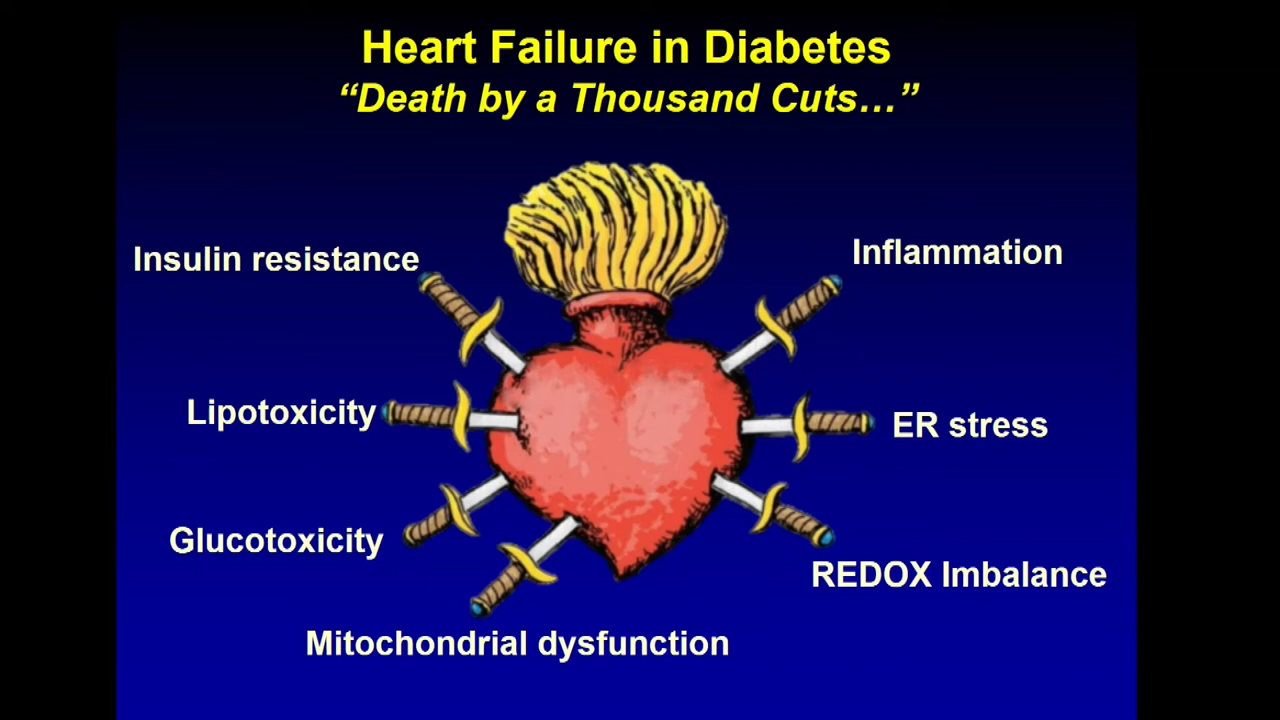 Heart Failure in Diabetes
“Death by a Thousand Cuts…”
Insulin resistance
Inflammation
Lipotoxicity
ER stress
Glucotoxicity
REDOX Imbalance
Mitochondrial dysfunction